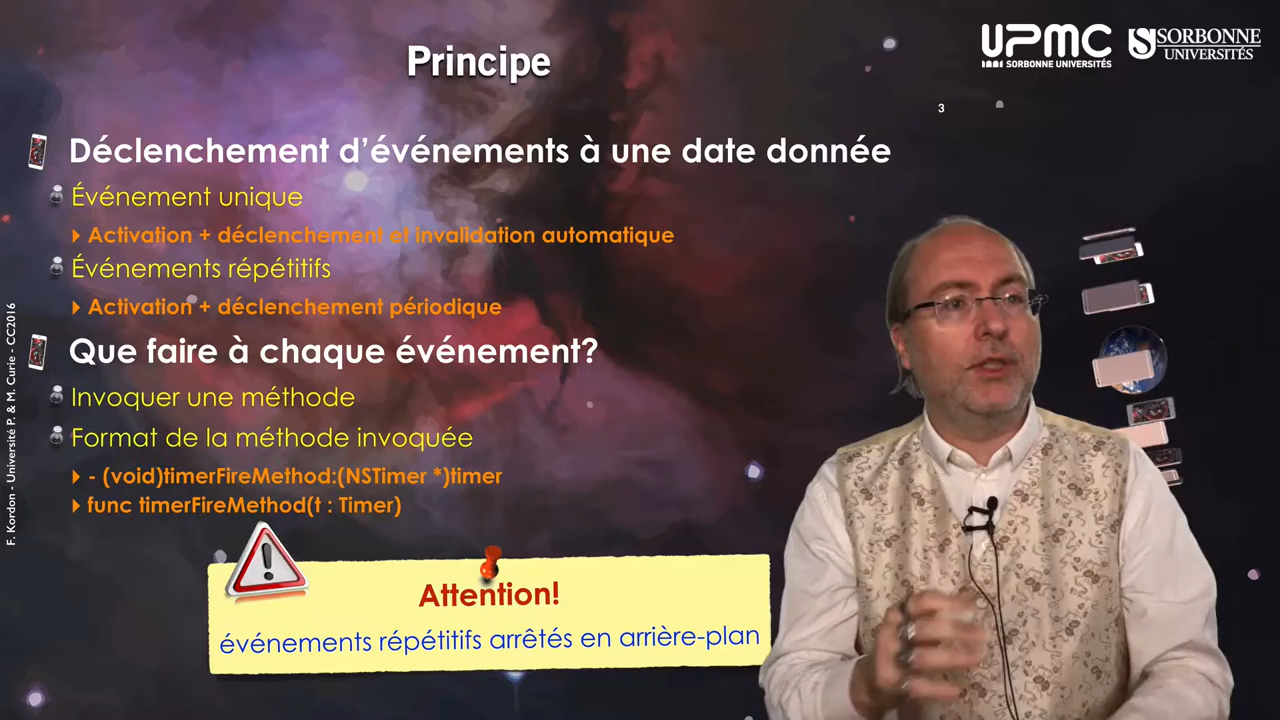 Principe
UPMC
SORBONNE UNIVERSITÉS
SORBONNE
UNIVERSITÉS
3
Déclenchement d'événements à une date donnée
Événement unique
Activation + déclenchement et invalidation automatique
Événements répétitifs
Activation + déclenchement périodique
Que faire à chaque événement?
Invoquer une méthode
Format de la méthode invoquée
- (void)timerFireMethod:(NSTimer *)timer
func timerFireMethod(t : Timer)
Attention!
événements répétitifs arrêtés en arrière-plan
F. Kordon - Université P. & M. Curie - CC2016